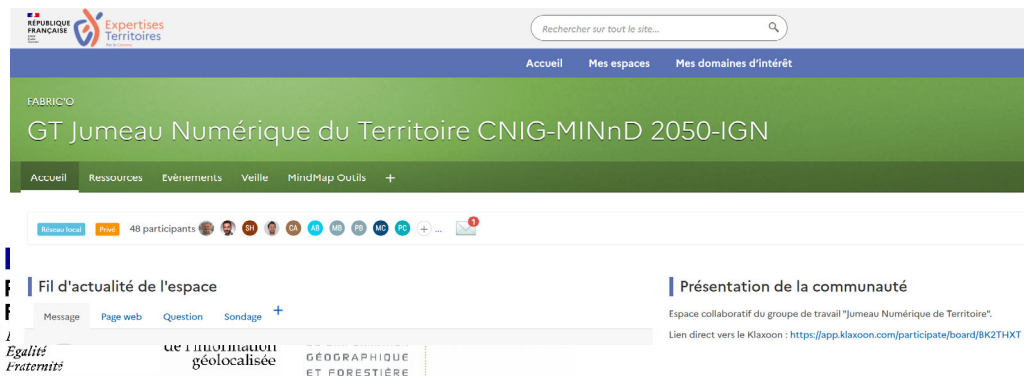 RÉPUBLIQUE
FRANÇAISE
Expertises
Territoires
Rechercher sur tout le site...
Accueil Mes espaces Mes domaines d'intérêt
FABRIC'O
GT Jumeau Numérique du Territoire CNIG-MINnD 2050-IGN
Accueil Ressources Evènements Veille MindMap Outils +
Réseau local Privé 48 participants SH CA AB MB PB MC PC + ... 1
Fil d'actualité de l'espace
Message Page web Question Sondage +
Présentation de la communauté
Espace collaboratif du groupe de travail "Jumeau Numérique de Territoire".
Lien direct vers le Klaxoon : https://app.klaxoon.com/participate/board/BK2THXT
Egalité
Fraternité
de l'information
géolocalisée
GÉOGRAPHIQUE
ET FORESTIÈRE